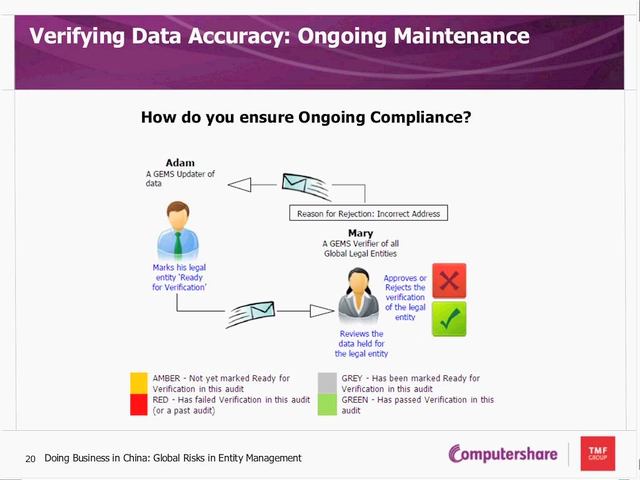 Verifying Data Accuracy: Ongoing Maintenance
How do you ensure Ongoing Compliance?
Adam
A GEMS Updater of
data
Reason for Rejection: Incorrect Address
Mary
A GEMS Verifier of all
Global Legal Entities
Marks his legal
entity 'Ready
for Verification'
Approves or
Rejects the
verification
of the legal
entity
Reviews the
data held for
the legal entity
AMBER - Not yet marked Ready for
Verification in this audit
RED - Has failed Verification in this audit
(or a past audit)
GREY - Has been marked Ready for
Verification in this audit
GREEN - Has passed Verification in this
audit
20 Doing Business in China: Global Risks in Entity Management
Computershare
TMF
GROUP